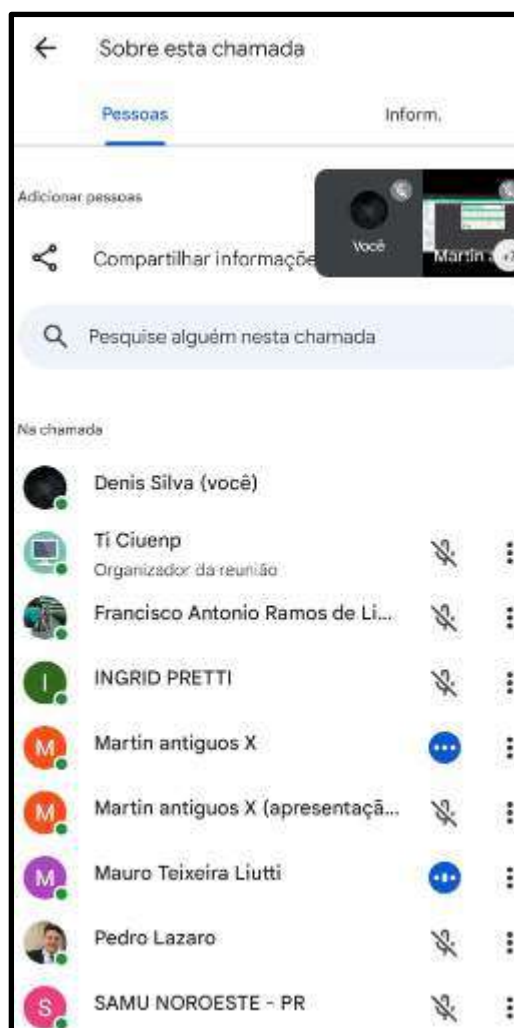 Sobre esta chamada
Pessoas
Inform.
Adicionar pessoas
Compartilhar informaçõe
Você
Martin
+7
Pesquise alguém nesta chamada
Na chamada
Denis Silva (você)
Ti Ciuenp
Organizador da reunião
Francisco Antonio Ramos de Li...
I
INGRID PRETTI
M
Martin antiguos X
M
Martin antiguos X (apresentaçã...
M
Mauro Teixeira Liutti
Pedro Lazaro
S
SAMU NOROESTE - PR